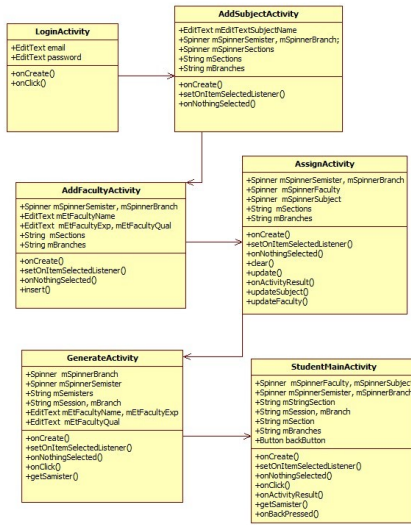 LoginActivity
+EditText email
+EditText password
+onCreate()
+onClick()
AddSubjectActivity
+EditText mEditTextSubjectName
+Spinner mSpinnerSemister, mSpinnerBranch;
+Spinner mSpinnerSections
+String mSections
+String mBranches
+onCreate()
+setOnItemSelectedListener()
+onNothingSelected()
AddFacultyActivity
+Spinner mSpinnerSemister, mSpinnerBranch
+EditText mEtFacultyName
+EditText mEtFacultyExp, mEtFacultyQual
+String mSections
+String mBranches
+onCreate()
+setOnItemSelectedListener()
+onNothingSelected()
+insert()
AssignActivity
+Spinner mSpinnerSemister, mSpinnerBranch
+Spinner mSpinnerFaculty
+Spinner mSpinnerSubject
+String mSections
+String mBranches
+onCreate()
+setOnItemSelectedListener()
+onNothingSelected()
+clear()
+update()
+onActivityResult()
+updateSubject()
+updateFaculty()
GenerateActivity
+Spinner mSpinnerBranch
+Spinner mSpinnerSemister
+String mSemisters
+String mSession, mBranch
+EditText mEtFacultyName, mEtFacultyExp
+EditText mEtFacultyQual
+onCreate()
+setOnItemSelectedListener()
+onNothingSelected()
+onClick()
+getSamister()
StudentMainActivity
+Spinner mSpinnerFaculty, mSpinnerSubject
+Spinner mSpinnerSemister, mSpinnerBranch
+String mStringSection
+String mSession, mBranch
+String mSection
+String mBranches
+Button backButton
+onCreate()
+setOnItemSelectedListener()
+onNothingSelected()
+onClick()
+onActivityResult()
+getSamister()
+onBackPressed()